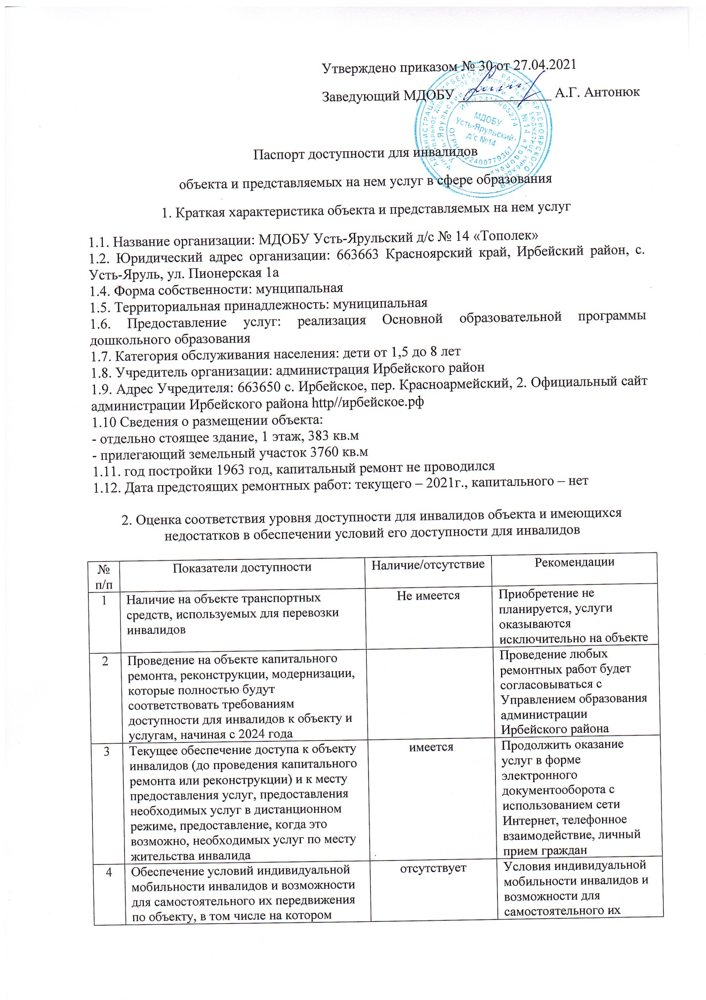 Утверждено приказом № 30 от 27.04.2021
Заведующий МДОБУ ______________ А.Г. Антонюк
ИНН 2416005274
МДОБУ
Усть-Ярульский
д/с №14
Паспорт доступности для инвалидов
объекта и представляемых на нем услуг в сфере образования
1. Краткая характеристика объекта и представляемых на нем услуг
1.1. Название организации: МДОБУ Усть-Ярульский д/с № 14 «Тополек»
1.2. Юридический адрес организации: 663663 Красноярский край, Ирбейский район, с.
Усть-Яруль, ул. Пионерская 1а
1.4. Форма собственности: мунципальная
1.5. Территориальная принадлежность: муниципальная
1.6. Предоставление услуг: реализация Основной образовательной программы
дошкольного образования
1.7. Категория обслуживания населения: дети от 1,5 до 8 лет
1.8. Учредитель организации: администрация Ирбейского район
1.9. Адрес Учредителя: 663650 с. Ирбейское, пер. Красноармейский, 2. Официальный сайт
администрации Ирбейского района http//ирбейское.рф
1.10 Сведения о размещении объекта:
- отдельно стоящее здание, 1 этаж, 383 кв.м
- прилегающий земельный участок 3760 кв.м
1.11. год постройки 1963 год, капитальный ремонт не проводился
1.12. Дата предстоящих ремонтных работ: текущего – 2021г., капитального – нет
2. Оценка соответствия уровня доступности для инвалидов объекта и имеющихся
недостатков в обеспечении условий его доступности для инвалидов
№
п/п
Показатели доступности
Наличие/отсутствие
Рекомендации
1
Наличие на объекте транспортных
средств, используемых для перевозки
инвалидов
Не имеется
Приобретение не
планируется, услуги
оказываются
исключительно на объекте
2
Проведение на объекте капитального
ремонта, реконструкции, модернизации,
которые полностью будут
соответствовать требованиям
доступности для инвалидов к объекту и
услугам, начиная с 2024 года
Проведение любых
ремонтных работ будет
согласовываться с
Управлением образования
администрации
Ирбейского района
3
Текущее обеспечение доступа к объекту
инвалидов (до проведения капитального
ремонта или реконструкции) и к месту
предоставления услуг, предоставления
необходимых услуг в дистанционном
режиме, предоставление, когда это
возможно, необходимых услуг по месту
жительства инвалида
имеется
Продолжить оказание
услуг в форме
электронного
документооборота с
использованием сети
Интернет, телефонное
взаимодействие, личный
прием граждан
4
Обеспечение условий индивидуальной
мобильности инвалидов и возможности
для самостоятельного их передвижения
по объекту, в том числе на котором
отсутствует
Условия индивидуальной
мобильности инвалидов и
возможности для
самостоятельного их